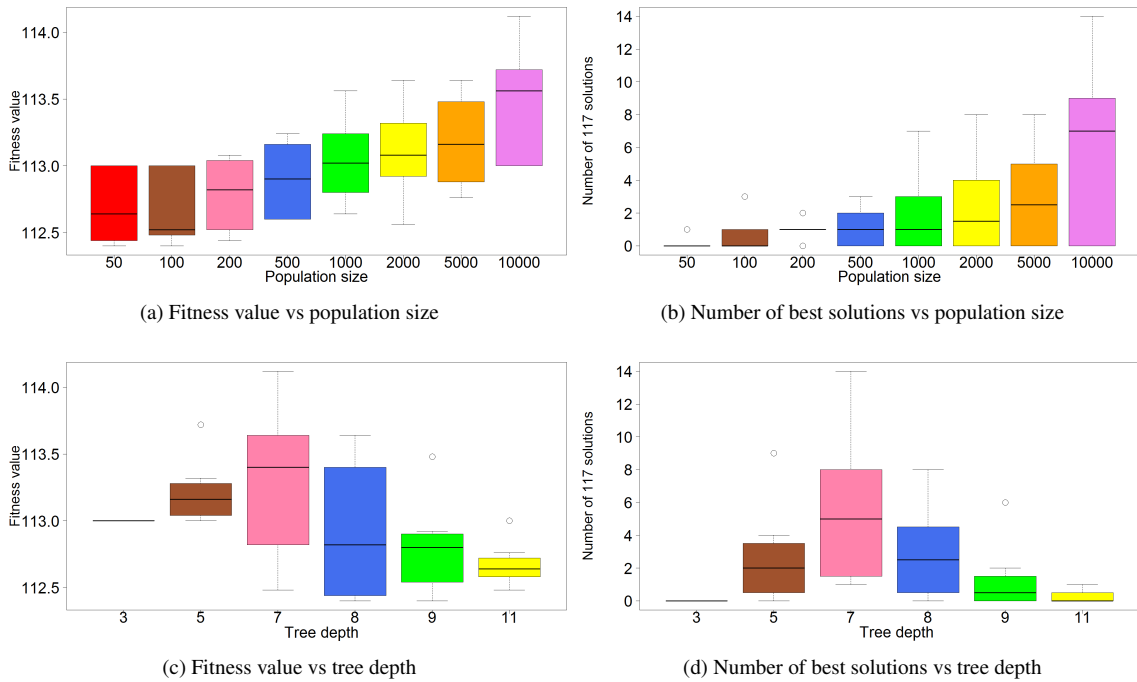 Fitness value
114.0
113.5
113.0
112.5
50 100 200 500 1000 2000 5000 10000
Population size
(a) Fitness value vs population size
Number of 117 solutions
14
12
10
8
6
4
2
0
50 100 200 500 1000 2000 5000 10000
Population size
(b) Number of best solutions vs population size
Fitness value
114.0
113.5
113.0
112.5
3 5 7 8 9 11
Tree depth
(c) Fitness value vs tree depth
Number of 117 solutions
14
12
10
8
6
4
2
0
3 5 7 8 9 11
Tree depth
(d) Number of best solutions vs tree depth